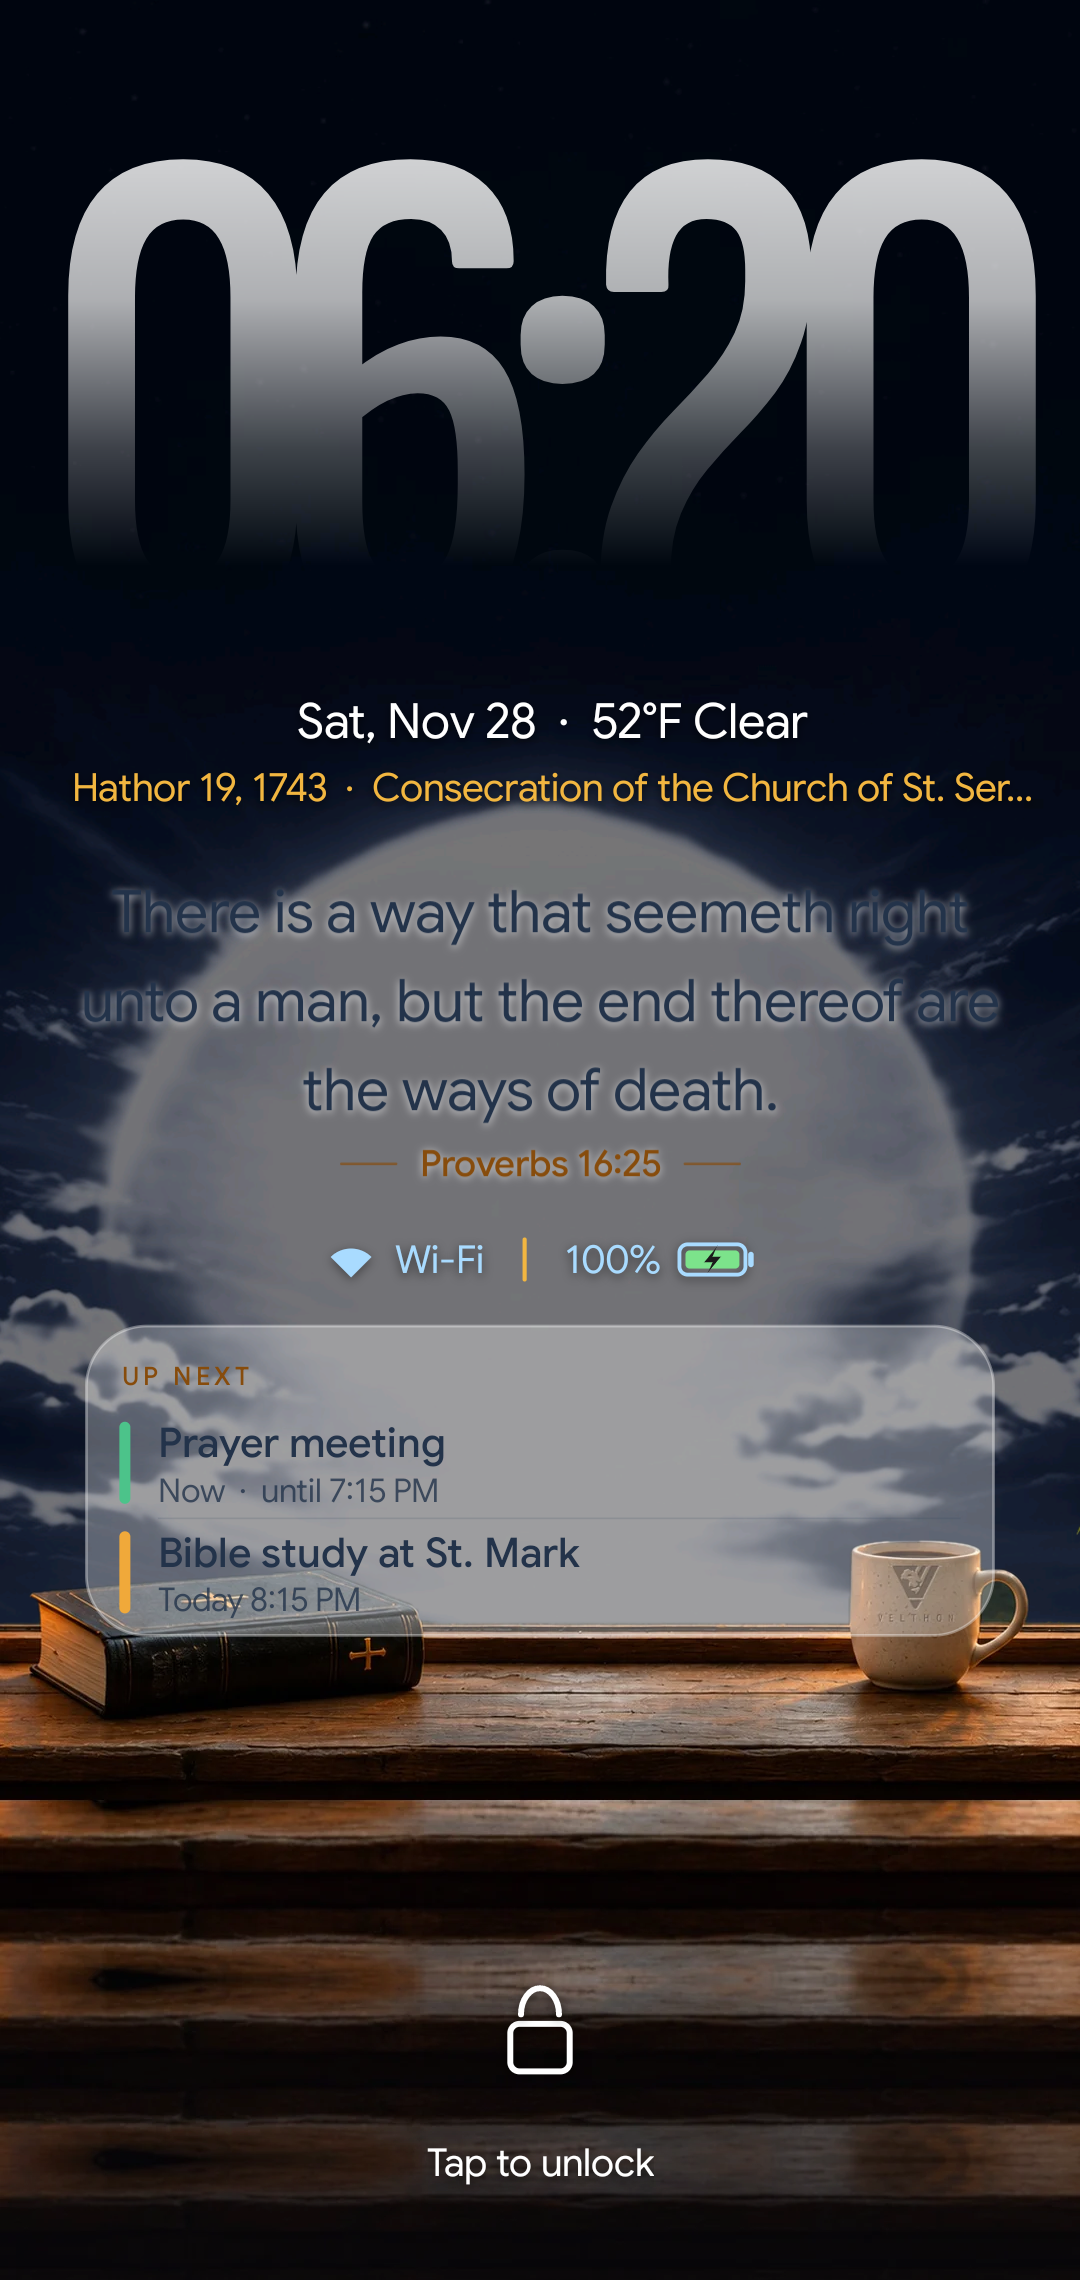 06:20
Sat, Nov 28 · 52°F Clear
Hathor 19, 1743 · Consecration of the Church of St. Ser...
There is a way that seemeth right
unto a man, but the end thereof are
the ways of death.
Proverbs 16:25
Wi-Fi | 100%
UP NEXT
Prayer meeting
Now · until 7:15 PM
Bible study at St. Mark
Today 8:15 PM
VELTHON
Tap to unlock